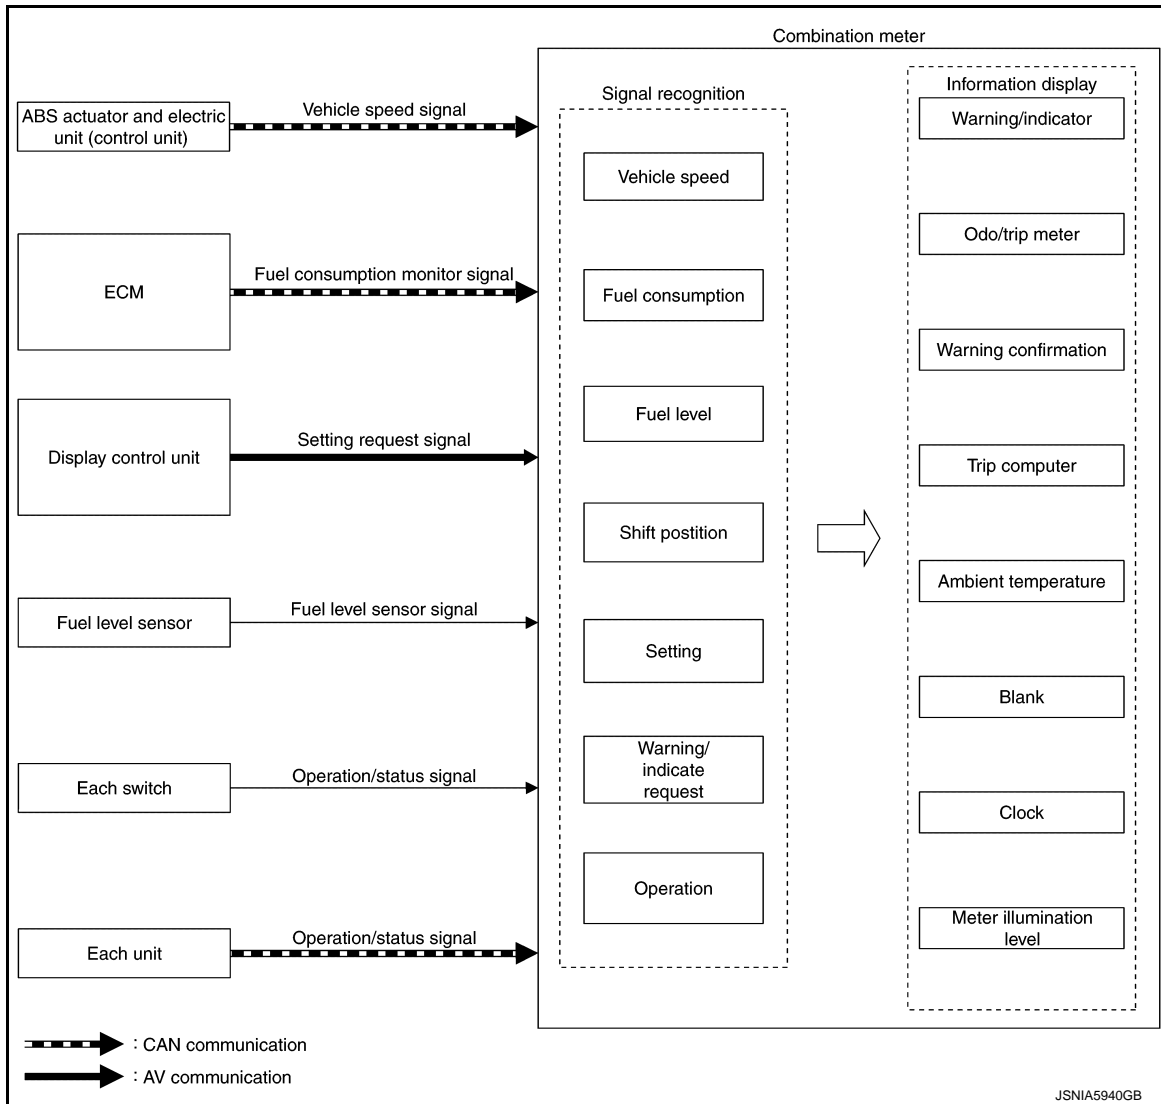 Combination meter
ABS actuator and electric
unit (control unit)
Vehicle speed signal
ECM
Fuel consumption monitor signal
Display control unit
Setting request signal
Fuel level sensor
Fuel level sensor signal
Each switch
Operation/status signal
Each unit
Operation/status signal
Signal recognition
Vehicle speed
Fuel consumption
Fuel level
Shift postition
Setting
Warning/
indicate
request
Operation
Information display
Warning/indicator
Odo/trip meter
Warning confirmation
Trip computer
Ambient temperature
Blank
Clock
Meter illumination
level
: CAN communication
: AV communication
JSNIA5940GB